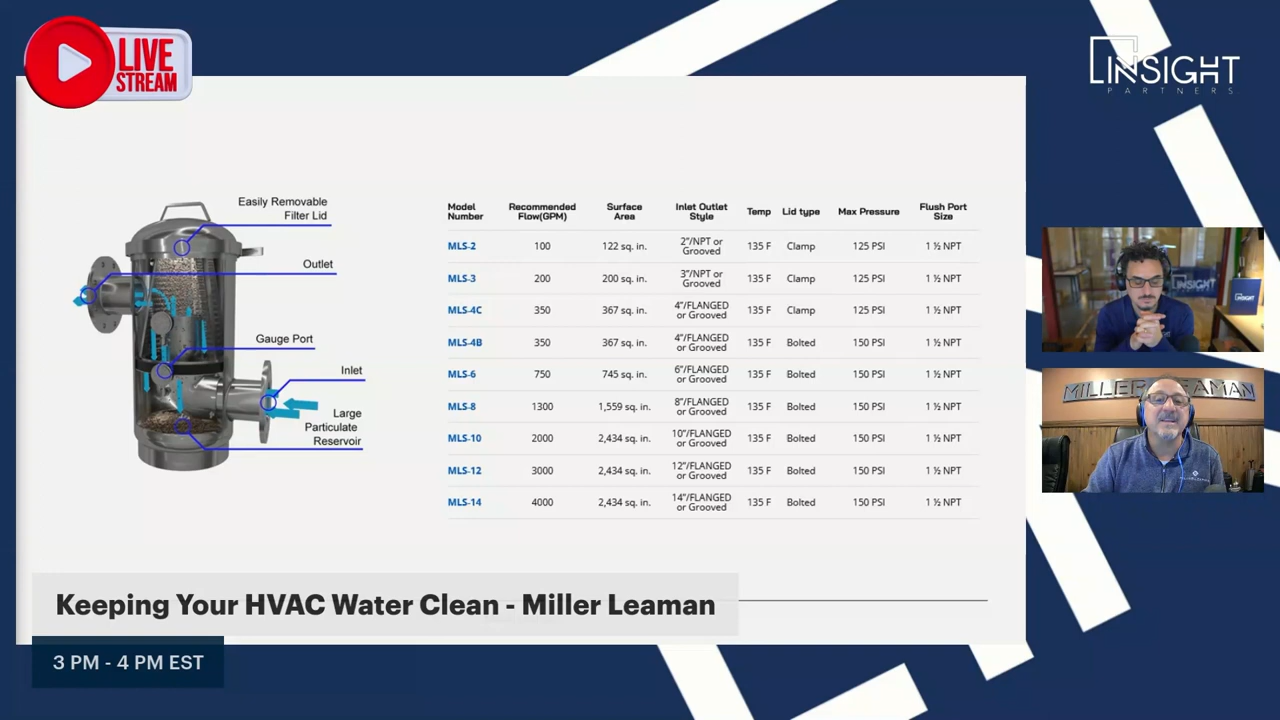 LIVE
STREAM
INSIGHT
PARTNERS
Easily Removable
Filter Lid
Outlet
Gauge Port
Inlet
Large
Particulate
Reservoir
Model Number Recommended Flow(GPM) Surface Area Inlet Outlet Style Temp Lid type Max Pressure Flush Port Size
MLS-2 100 122 sq. in. 2"/NPT or Grooved 135 F Clamp 125 PSI 1 ½ NPT
MLS-3 200 200 sq. in. 3"/NPT or Grooved 135 F Clamp 125 PSI 1 ½ NPT
MLS-4C 350 367 sq. in. 4"/FLANGED or Grooved 135 F Clamp 125 PSI 1 ½ NPT
MLS-4B 350 367 sq. in. 4"/FLANGED or Grooved 135 F Bolted 150 PSI 1 ½ NPT
MLS-6 750 745 sq. in. 6"/FLANGED or Grooved 135 F Bolted 150 PSI 1 ½ NPT
MLS-8 1300 1,559 sq. in. 8"/FLANGED or Grooved 135 F Bolted 150 PSI 1 ½ NPT
MLS-10 2000 2,434 sq. in. 10"/FLANGED or Grooved 135 F Bolted 150 PSI 1 ½ NPT
MLS-12 3000 2,434 sq. in. 12"/FLANGED or Grooved 135 F Bolted 150 PSI 1 ½ NPT
MLS-14 4000 2,434 sq. in. 14"/FLANGED or Grooved 135 F Bolted 150 PSI 1 ½ NPT
INSIGHT
MILLER LEAMAN
Keeping Your HVAC Water Clean - Miller Leaman
3 PM - 4 PM EST